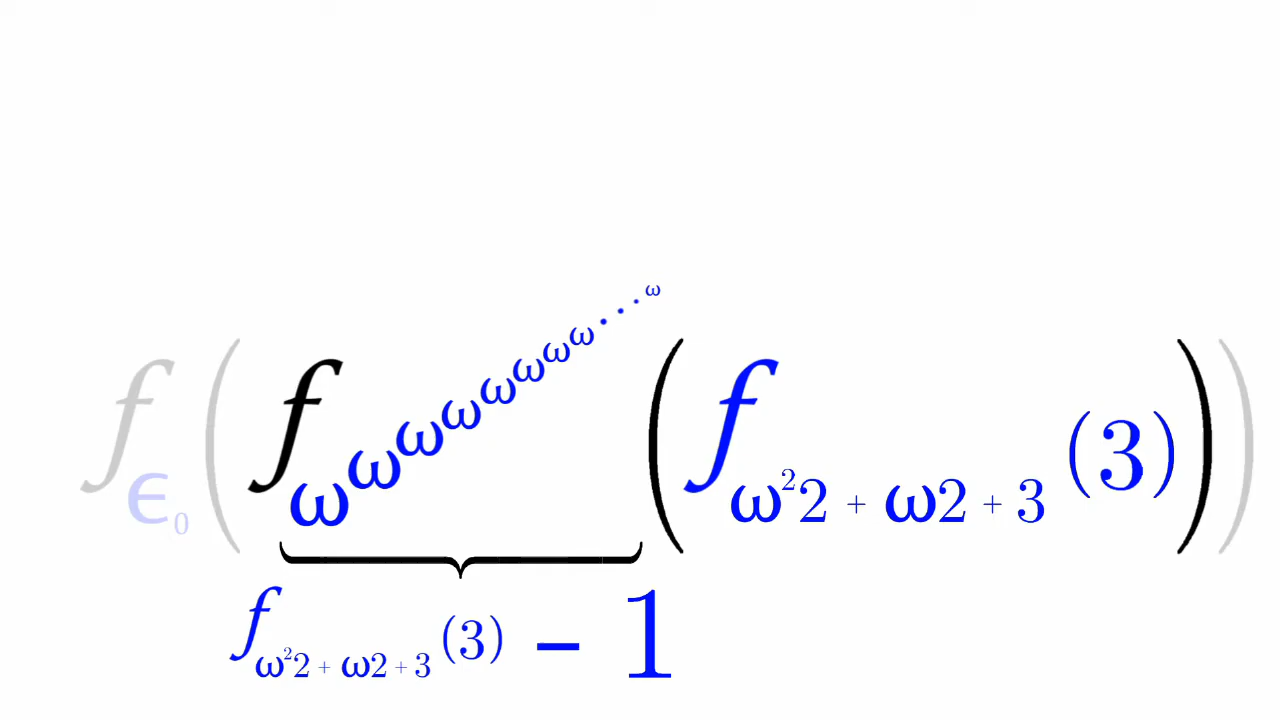 f_ϵ₀(f_ω^ω^ω^ω^ω^ω^ω^⋰^ω(f_ω²2 + ω2 + 3(3)))
f_ω²2 + ω2 + 3(3) − 1